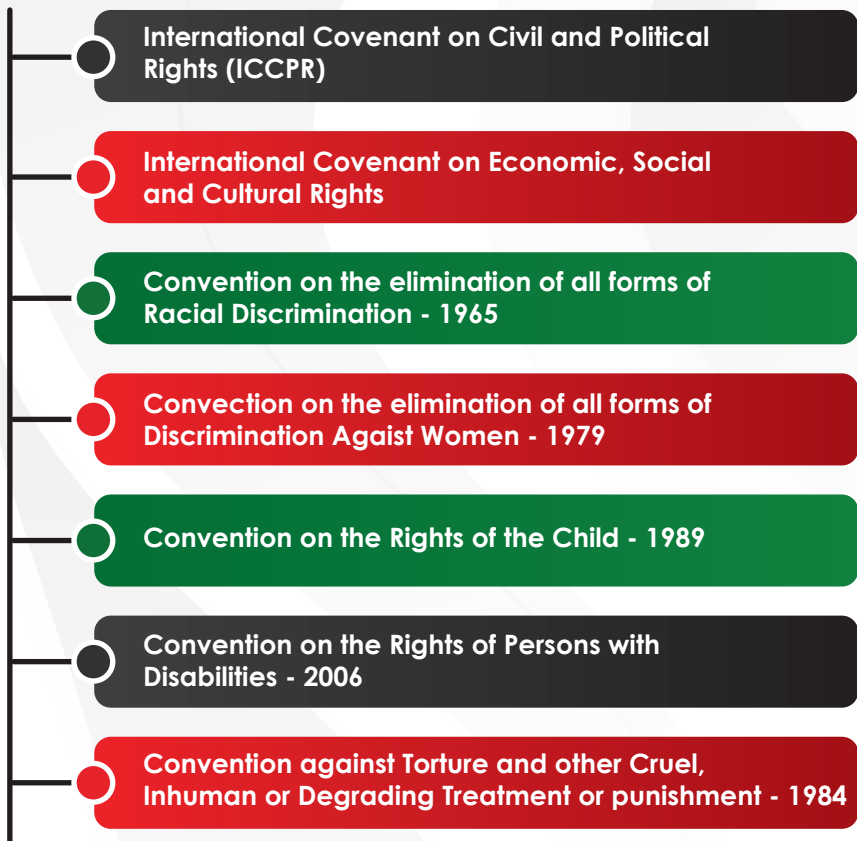 International Covenant on Civil and Political
Rights (ICCPR)
International Covenant on Economic, Social
and Cultural Rights
Convention on the elimination of all forms of
Racial Discrimination - 1965
Convection on the elimination of all forms of
Discrimination Agaist Women - 1979
Convention on the Rights of the Child - 1989
Convention on the Rights of Persons with
Disabilities - 2006
Convention against Torture and other Cruel,
Inhuman or Degrading Treatment or punishment - 1984